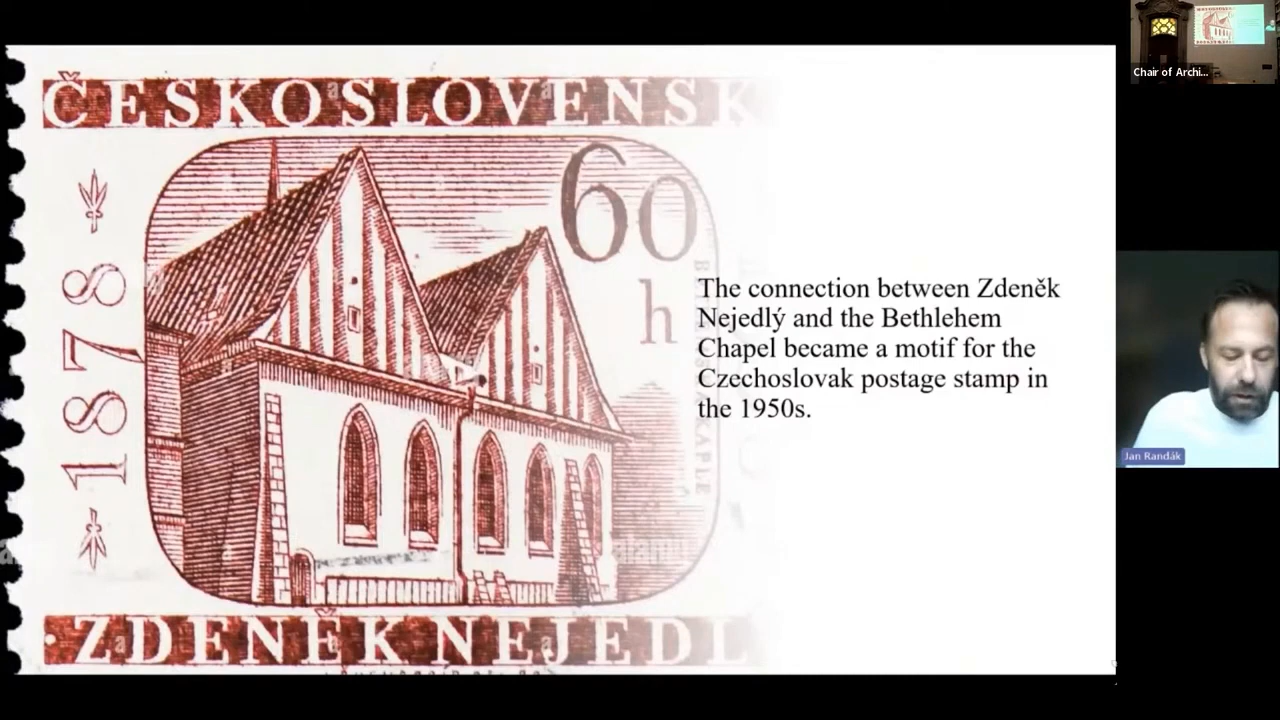 ČESKOSLOVENSK
1878
60
h
ZDENĚK NEJEDL
The connection between Zdeněk
Nejedlý and the Bethlehem
Chapel became a motif for the
Czechoslovak postage stamp in
the 1950s.
Chair of Archi...
Jan Randák